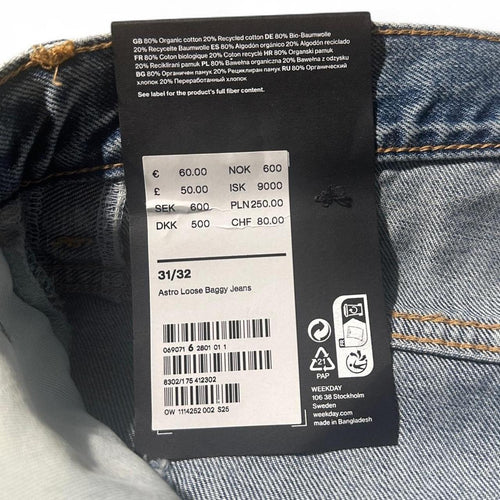 GB 80% Organic cotton 20% Recycled cotton DE 80% Bio-Baumwolle
20% Recycelte Baumwolle ES 80% Algodón orgánico 20% Algodón reciclado
FR 80% Coton biologique 20% Coton recyclé HR 80% Organski pamuk
20% Reciklirani pamuk PL 80% Bawełna organiczna 20% Bawełna z odzysku
BG 80% Органичен памук 20% Рециклиран памук RU 80% Органический
хлопок 20% Переработанный хлопок
See label for the product's full fiber content.
€ 60.00 NOK 600
£ 50.00 ISK 9000
SEK 600 PLN 250.00
DKK 500 CHF 80.00
31/32
Astro Loose Baggy Jeans
069071 6 2801 01 1
8302/175 412302
OW 1114252 002 S25
21
PAP
WEEKDAY
106 38 Stockholm
Sweden
weekday.com
made in Bangladesh